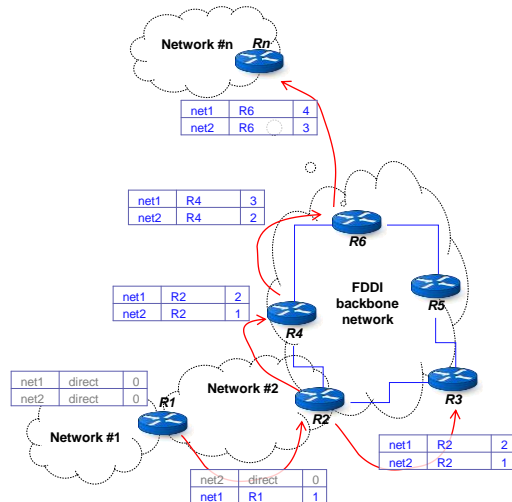 Rn
Network #n
net1 R6 4
net2 R6 3
net1 R4 3
net2 R4 2
R6
FDDI
backbone
network
R5
net1 R2 2
net2 R2 1
R4
net1 direct 0
net2 direct 0
Network #2
R1
R2
R3
Network #1
net1 R2 2
net2 R2 1
net2 direct 0
net1 R1 1